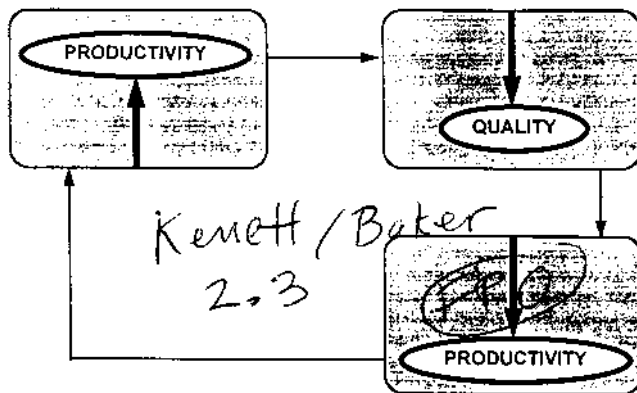 PRODUCTIVITY
QUALITY
Kenett / Baker
2.3
PRODUCTIVITY